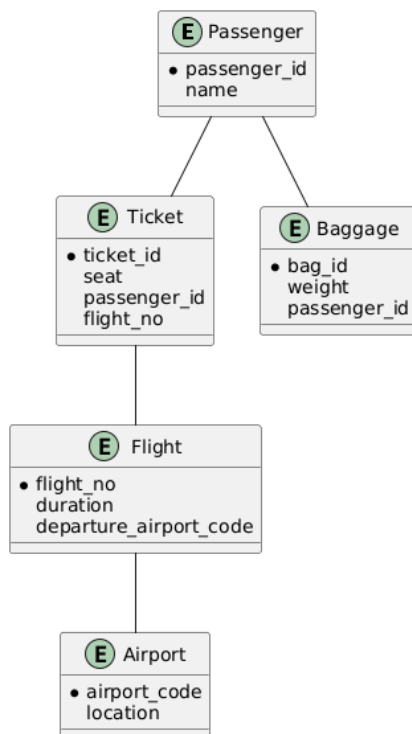 E Passenger
passenger_id
name
E Ticket
ticket_id
seat
passenger_id
flight_no
E Baggage
bag_id
weight
passenger_id
E Flight
flight_no
duration
departure_airport_code
E Airport
airport_code
location